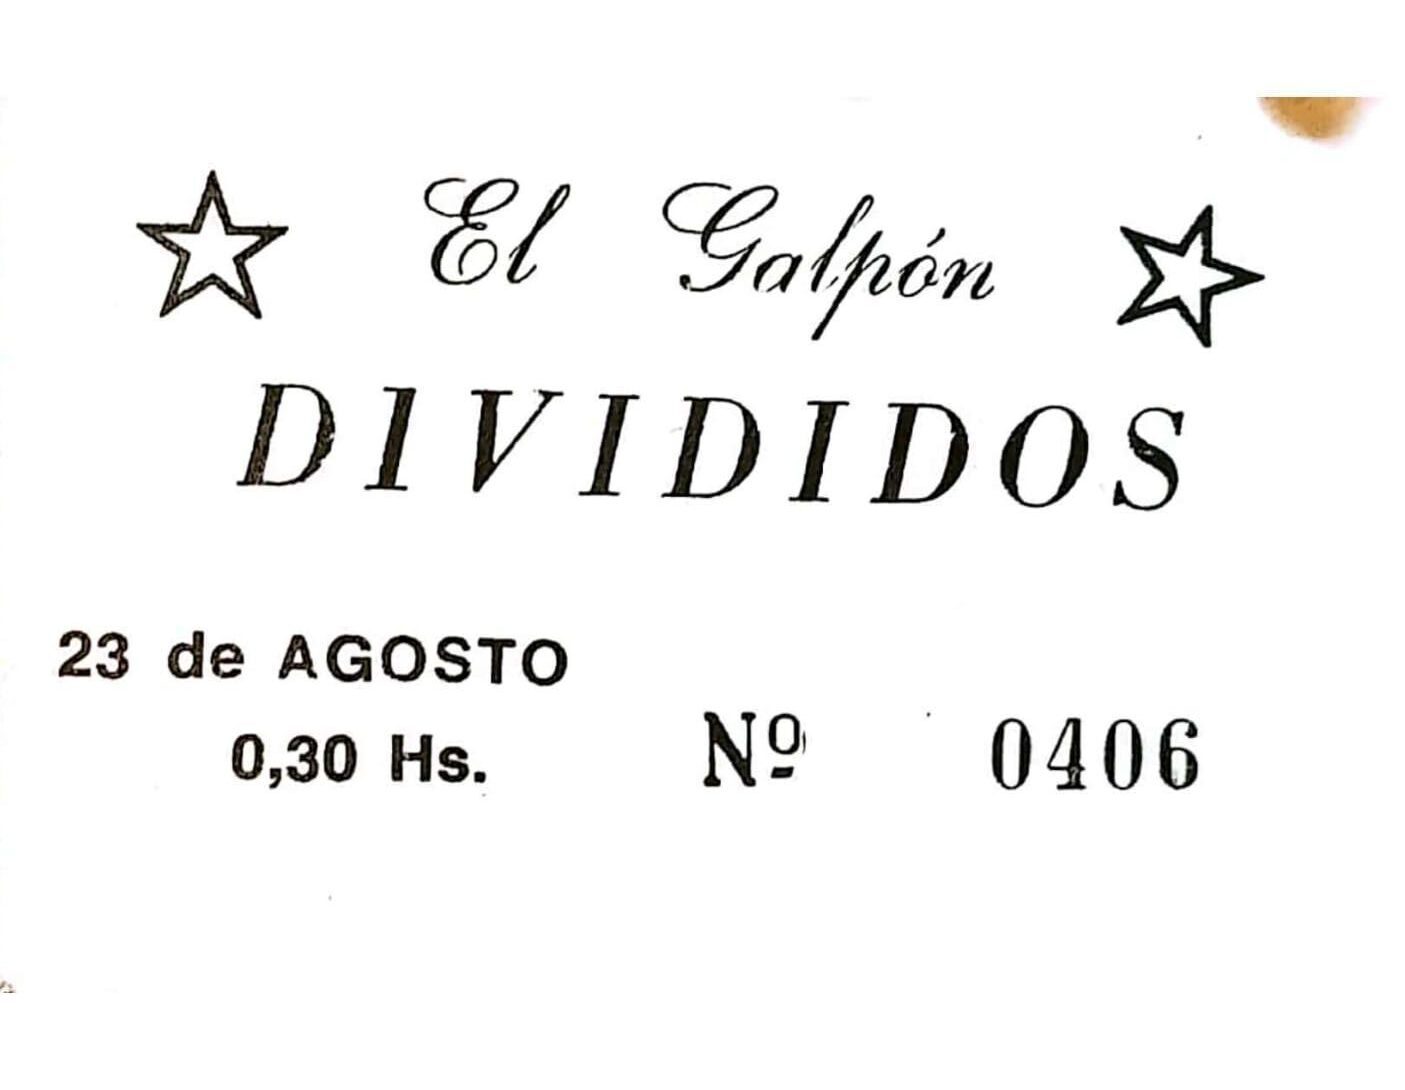 El Galpón
DIVIDIDOS
23 de AGOSTO
0,30 Hs.
Nº 0406